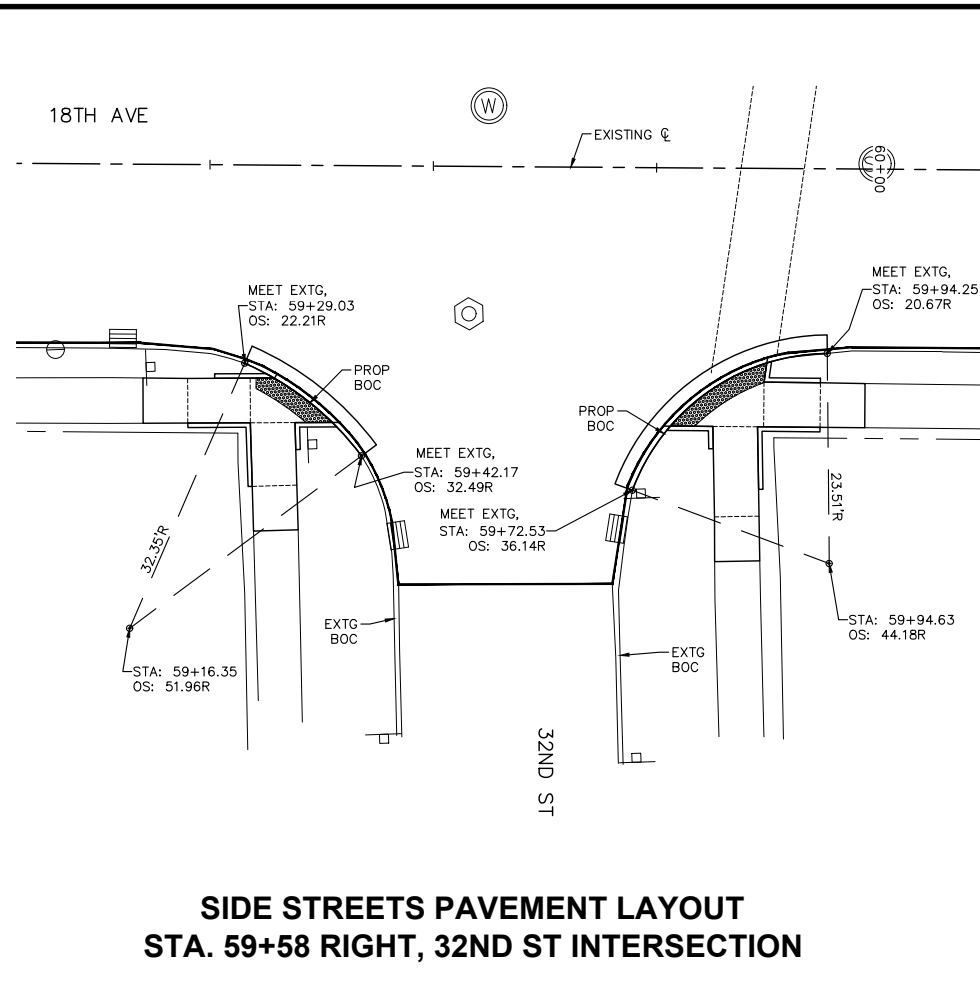 18TH AVE
W
EXISTING ℄
60+00
MEET EXTG,
STA: 59+29.03
OS: 22.21R
MEET EXTG,
STA: 59+94.25
OS: 20.67R
PROP
BOC
PROP
BOC
MEET EXTG,
STA: 59+42.17
OS: 32.49R
MEET EXTG,
STA: 59+72.53
OS: 36.14R
32.35'R
23.51'R
STA: 59+16.35
OS: 51.96R
EXTG
BOC
STA: 59+94.63
OS: 44.18R
EXTG
BOC
32ND ST
SIDE STREETS PAVEMENT LAYOUT
STA. 59+58 RIGHT, 32ND ST INTERSECTION